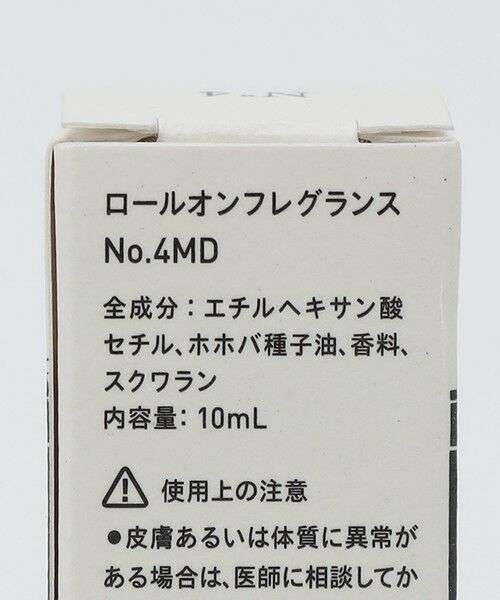 ロールオンフレグランス
No.4MD
全成分：エチルヘキサン酸
セチル、ホホバ種子油、香料、
スクワラン
内容量：10mL
使用上の注意
●皮膚あるいは体質に異常が
ある場合は、医師に相談してか